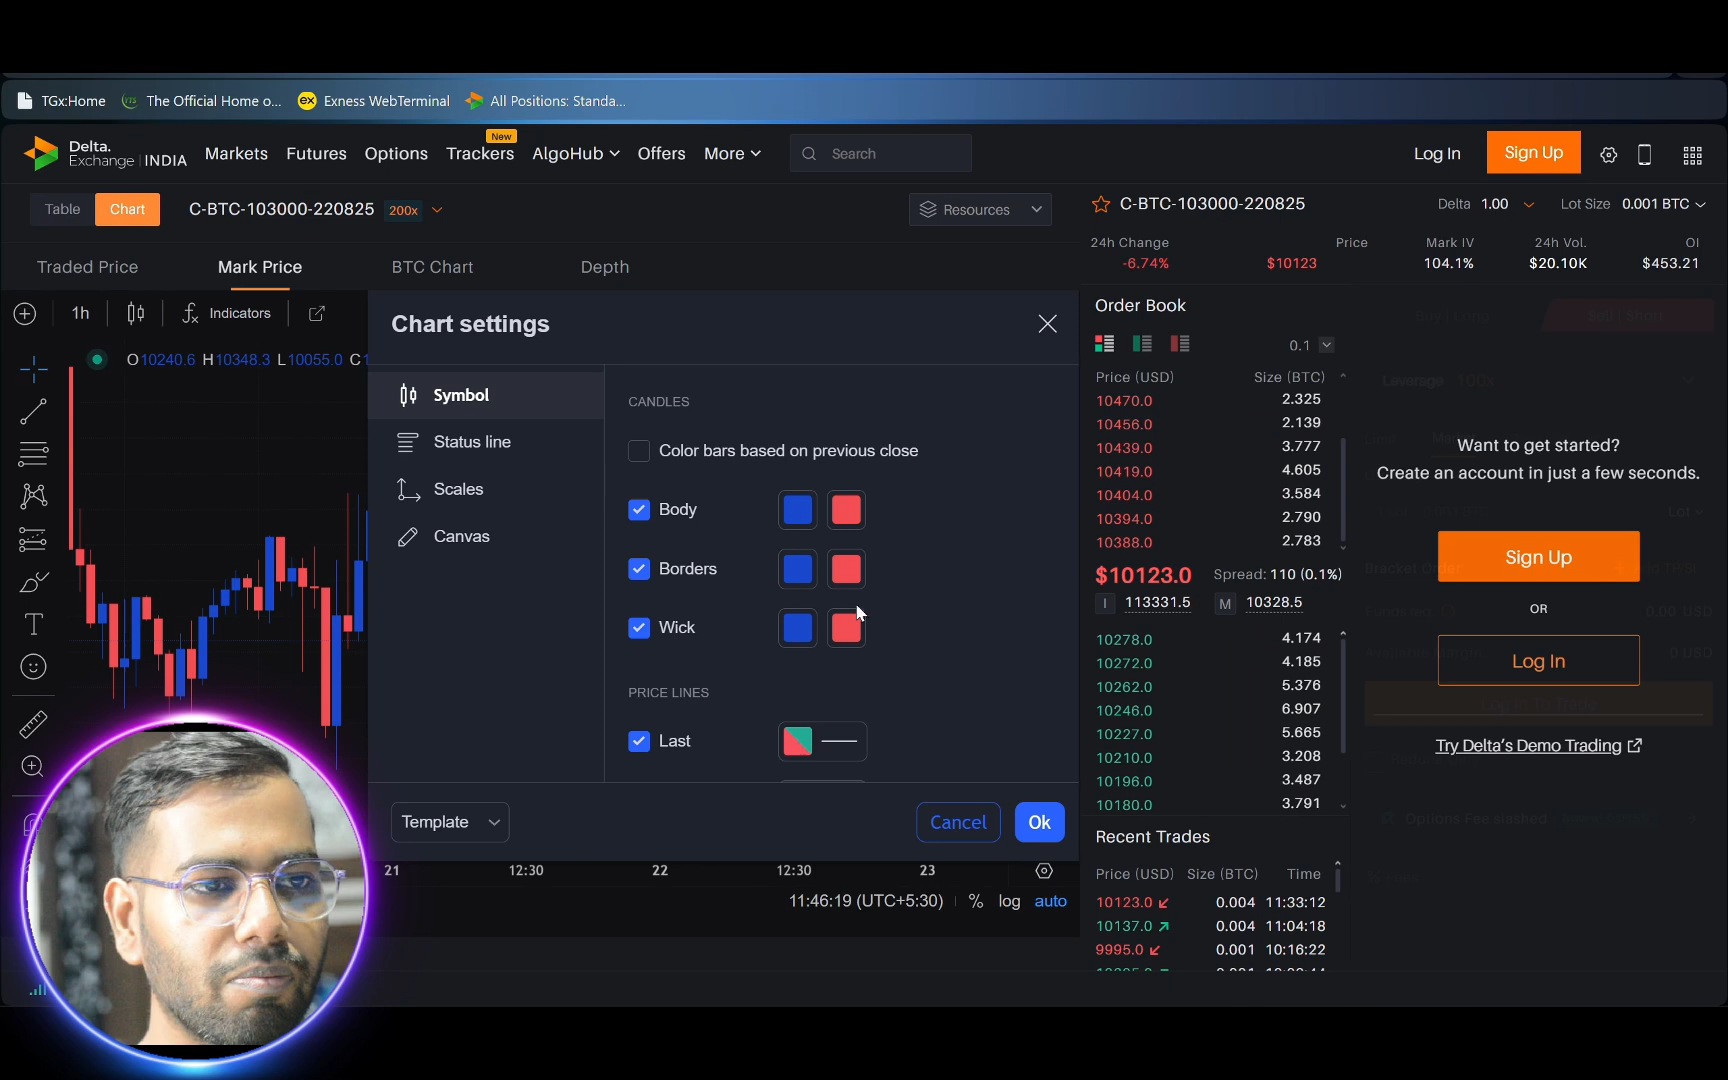 TGx:Home The Official Home o... Exness WebTerminal All Positions: Standa...
Delta. Exchange INDIA
Markets Futures Options Trackers New AlgoHub Offers More Search Log In Sign Up
Table Chart C-BTC-103000-220825 200x Resources
C-BTC-103000-220825 Delta 1.00 Lot Size 0.001 BTC
24h Change Price Mark IV 24h Vol. OI
-6.74% $10123 104.1% $20.10K $453.21
Traded Price Mark Price BTC Chart Depth
1h Indicators
O10240.6 H10348.3 L10055.0 C1
Chart settings
Symbol
Status line
Scales
Canvas
CANDLES
Color bars based on previous close
Body
Borders
Wick
PRICE LINES
Last
Template Cancel Ok
21 12:30 22 12:30 23
11:46:19 (UTC+5:30) % log auto
Order Book
0.1
Price (USD) Size (BTC)
10470.0 2.325
10456.0 2.139
10439.0 3.777
10419.0 4.605
10404.0 3.584
10394.0 2.790
10388.0 2.783
$10123.0 Spread: 110 (0.1%)
I 113331.5 M 10328.5
10278.0 4.174
10272.0 4.185
10262.0 5.376
10246.0 6.907
10227.0 5.665
10210.0 3.208
10196.0 3.487
10180.0 3.791
Recent Trades
Price (USD) Size (BTC) Time
10123.0 0.004 11:33:12
10137.0 0.004 11:04:18
9995.0 0.001 10:16:22
Leverage 100x
Want to get started?
Create an account in just a few seconds.
Sign Up
OR
Log In
Try Delta's Demo Trading